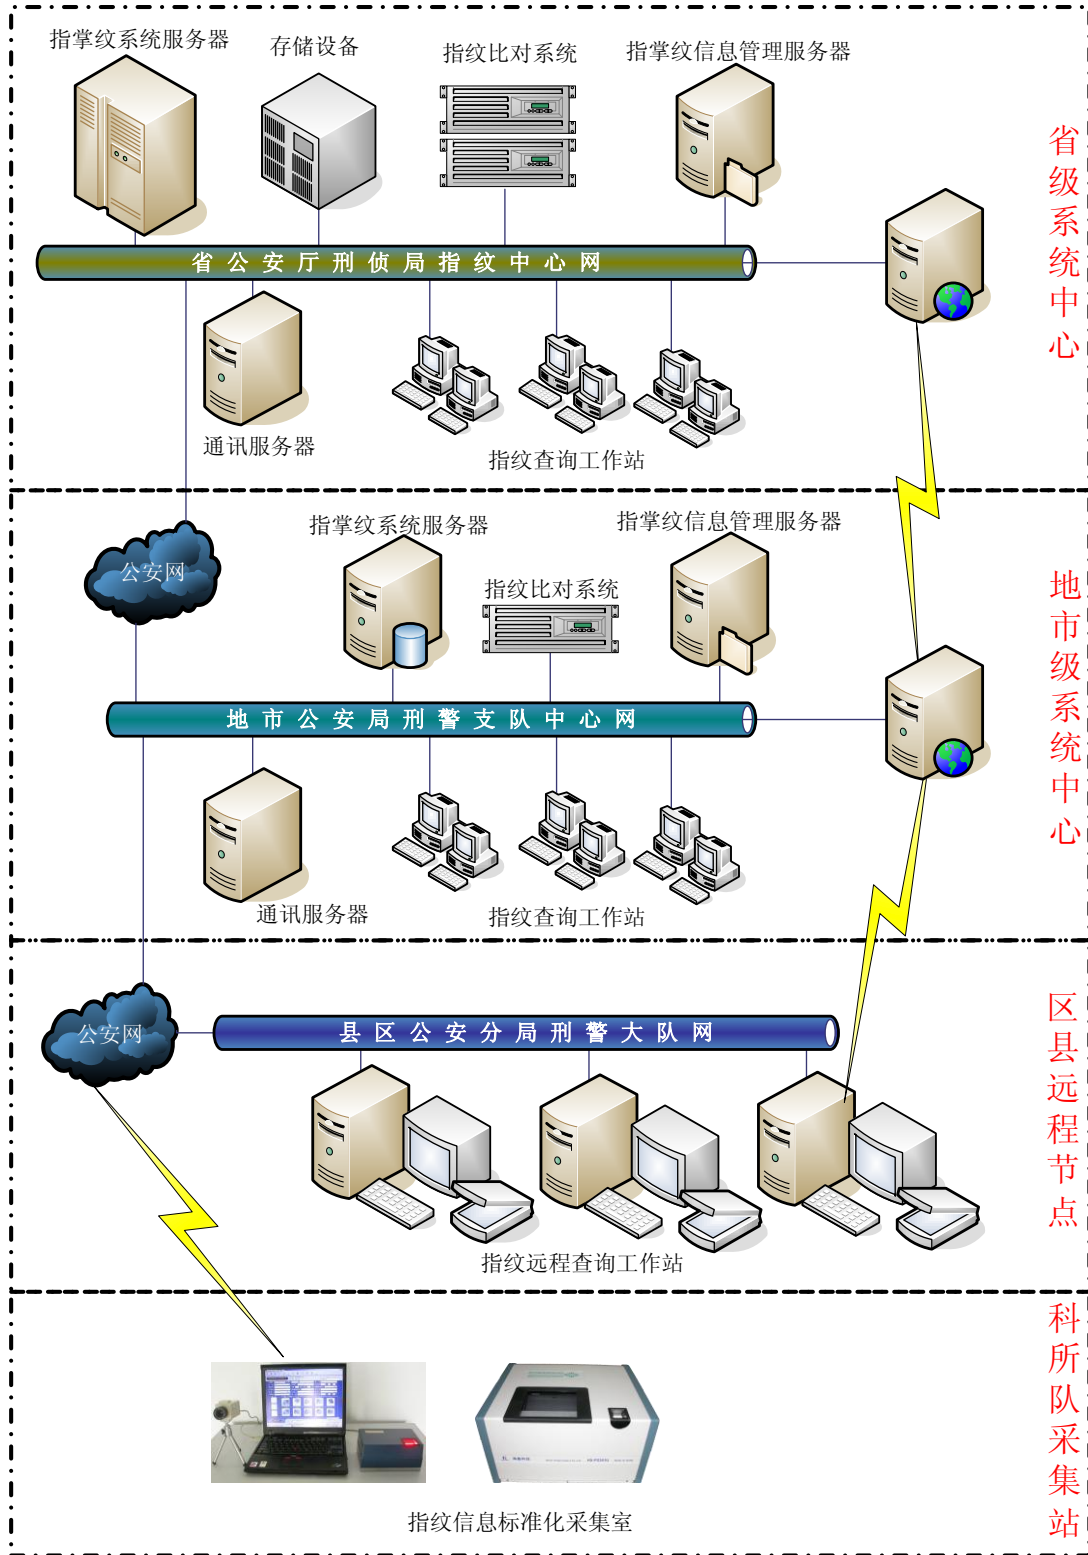 指掌纹系统服务器
存储设备
指纹比对系统
指掌纹信息管理服务器
省公安厅刑侦局指纹中心网
通讯服务器
指纹查询工作站
省级系统中心
公安网
指掌纹系统服务器
指纹比对系统
指掌纹信息管理服务器
地市公安局刑警支队中心网
通讯服务器
指纹查询工作站
地市级系统中心
公安网
县区公安分局刑警大队网
指纹远程查询工作站
区县远程节点
指纹信息标准化采集室
科所队采集站